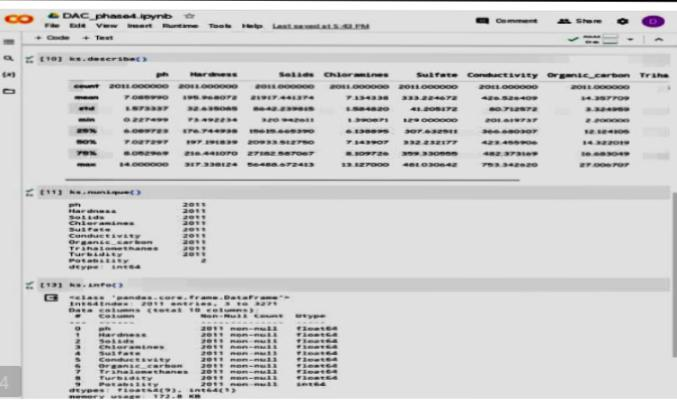 DAC_phase4.ipynb
File Edit View Insert Runtime Tools Help Last saved at 5:43 PM
Comment Share D
+ Code + Text
[10] ks.describe()
ph Hardness Solids Chloramines Sulfate Conductivity Organic_carbon Triha
count 2011.000000 2011.000000 2011.000000 2011.000000 2011.000000 2011.000000 2011.000000
mean 7.085990 195.968072 21917.441374 7.134338 333.224672 426.526409 14.357709
std 1.573337 32.635085 8642.239815 1.584820 41.205172 80.712572 3.324959
min 0.227499 73.492234 320.942611 1.390871 129.000000 201.619737 2.200000
25% 6.089723 176.744938 15615.665390 6.138895 307.632511 366.680307 12.124105
50% 7.027297 197.191839 20933.512750 7.143907 332.232177 423.455906 14.322019
75% 8.052969 216.441070 27182.587067 8.109726 359.330555 482.373169 16.683049
max 14.000000 317.338124 56488.672413 13.127000 481.030642 753.342620 27.006707
[11] ks.nunique()
ph 2011
Hardness 2011
Solids 2011
Chloramines 2011
Sulfate 2011
Conductivity 2011
Organic_carbon 2011
Trihalomethanes 2011
Turbidity 2011
Potability 2
dtype: int64
[13] ks.info()
<class 'pandas.core.frame.DataFrame'>
Int64Index: 2011 entries, 3 to 3271
Data columns (total 10 columns):
# Column Non-Null Count Dtype
0 ph 2011 non-null float64
1 Hardness 2011 non-null float64
2 Solids 2011 non-null float64
3 Chloramines 2011 non-null float64
4 Sulfate 2011 non-null float64
5 Conductivity 2011 non-null float64
6 Organic_carbon 2011 non-null float64
7 Trihalomethanes 2011 non-null float64
8 Turbidity 2011 non-null float64
9 Potability 2011 non-null int64
dtypes: float64(9), int64(1)
memory usage: 172.8 KB
4